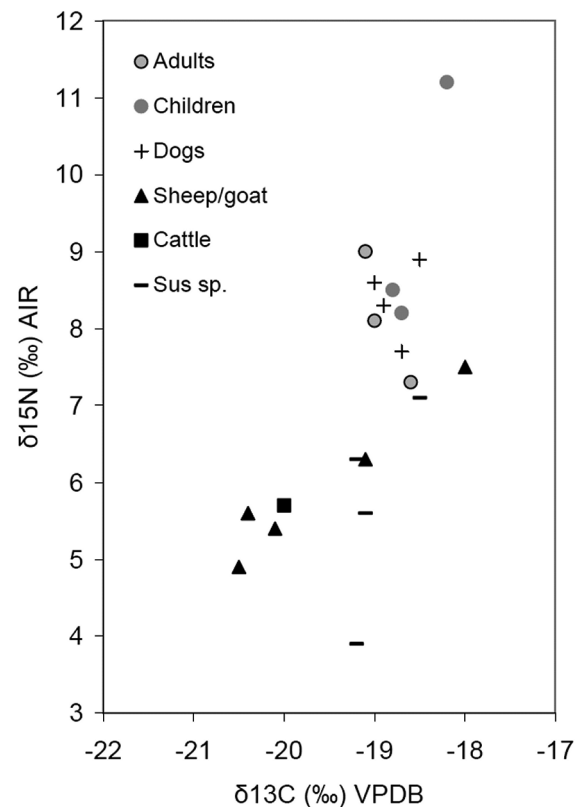 12
11
10
9
8
7
6
5
4
3
δ15N (‰) AIR
Adults
Children
Dogs
Sheep/goat
Cattle
Sus sp.
-22 -21 -20 -19 -18 -17
δ13C (‰) VPDB